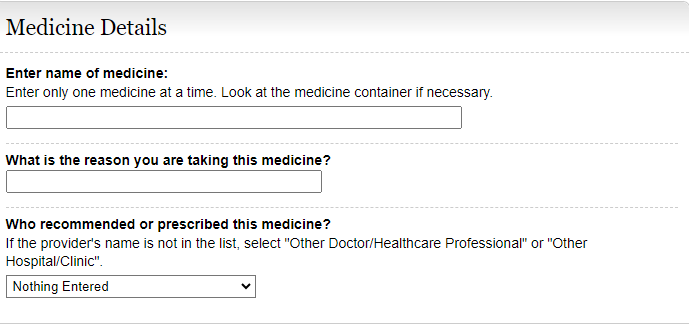 Medicine Details
Enter name of medicine:
Enter only one medicine at a time. Look at the medicine container if necessary.
What is the reason you are taking this medicine?
Who recommended or prescribed this medicine?
If the provider's name is not in the list, select "Other Doctor/Healthcare Professional" or "Other
Hospital/Clinic".
Nothing Entered